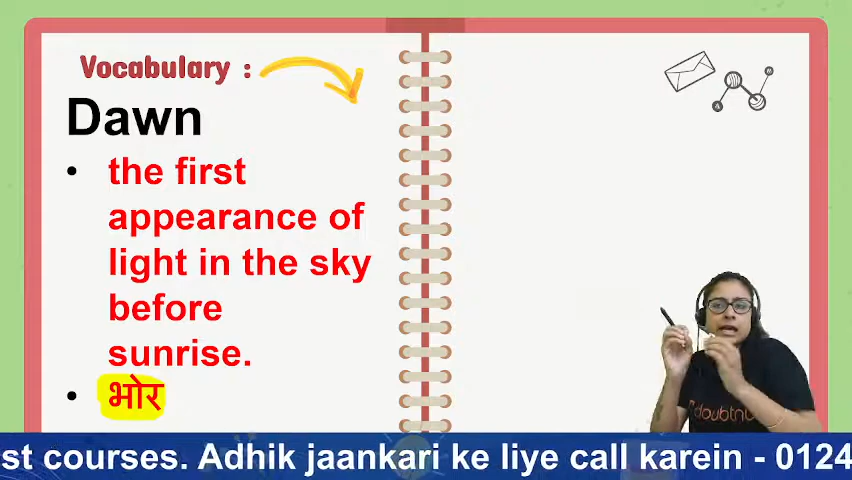 Vocabulary :
Dawn
• the first
appearance of
light in the sky
before
sunrise.
• भोर
doubtnu
st courses. Adhik jaankari ke liye call karein - 0124